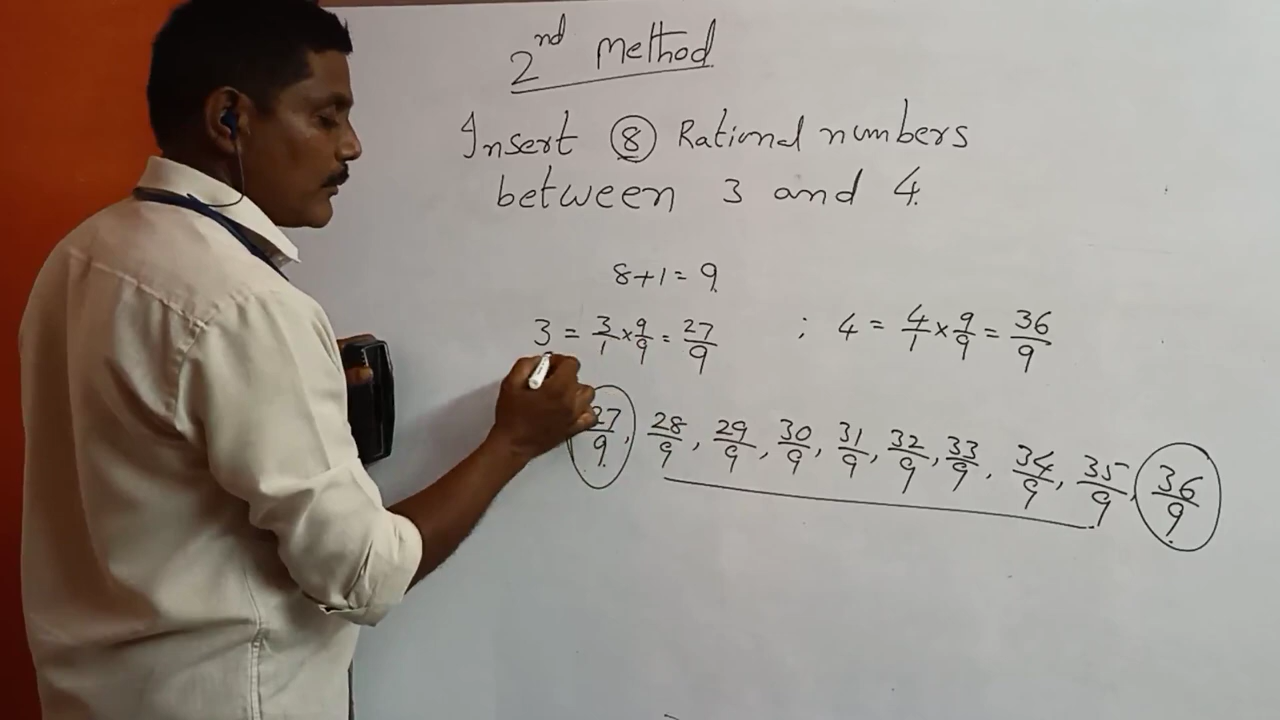 2nd Method
Insert 8 Rational numbers
between 3 and 4.
8+1=9
3 = 3/1 × 9/9 = 27/9 ; 4 = 4/1 × 9/9 = 36/9
27/9, 28/9, 29/9, 30/9, 31/9, 32/9, 33/9, 34/9, 35/9, 36/9